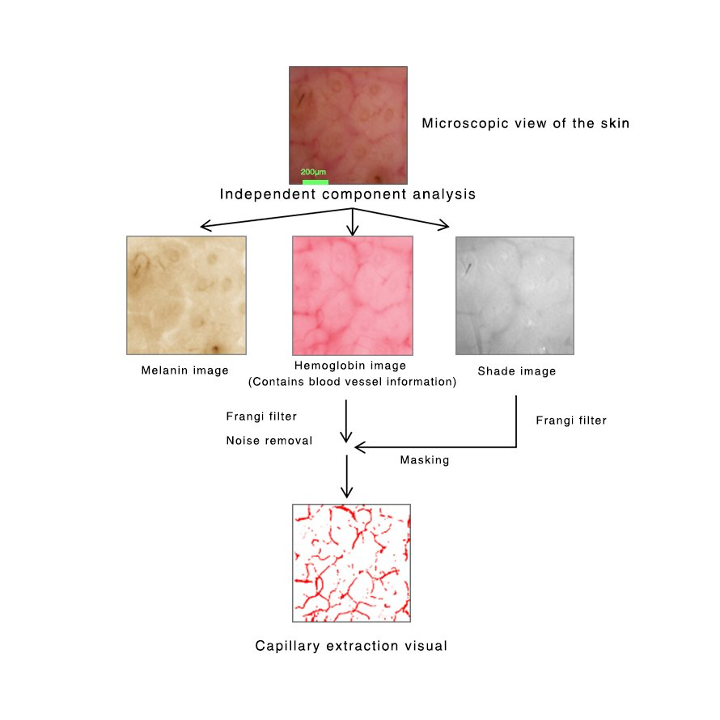 Microscopic view of the skin
200μm
Independent component analysis
Melanin image
Hemoglobin image
(Contains blood vessel information)
Shade image
Frangi filter
Noise removal
Frangi filter
Masking
Capillary extraction visual